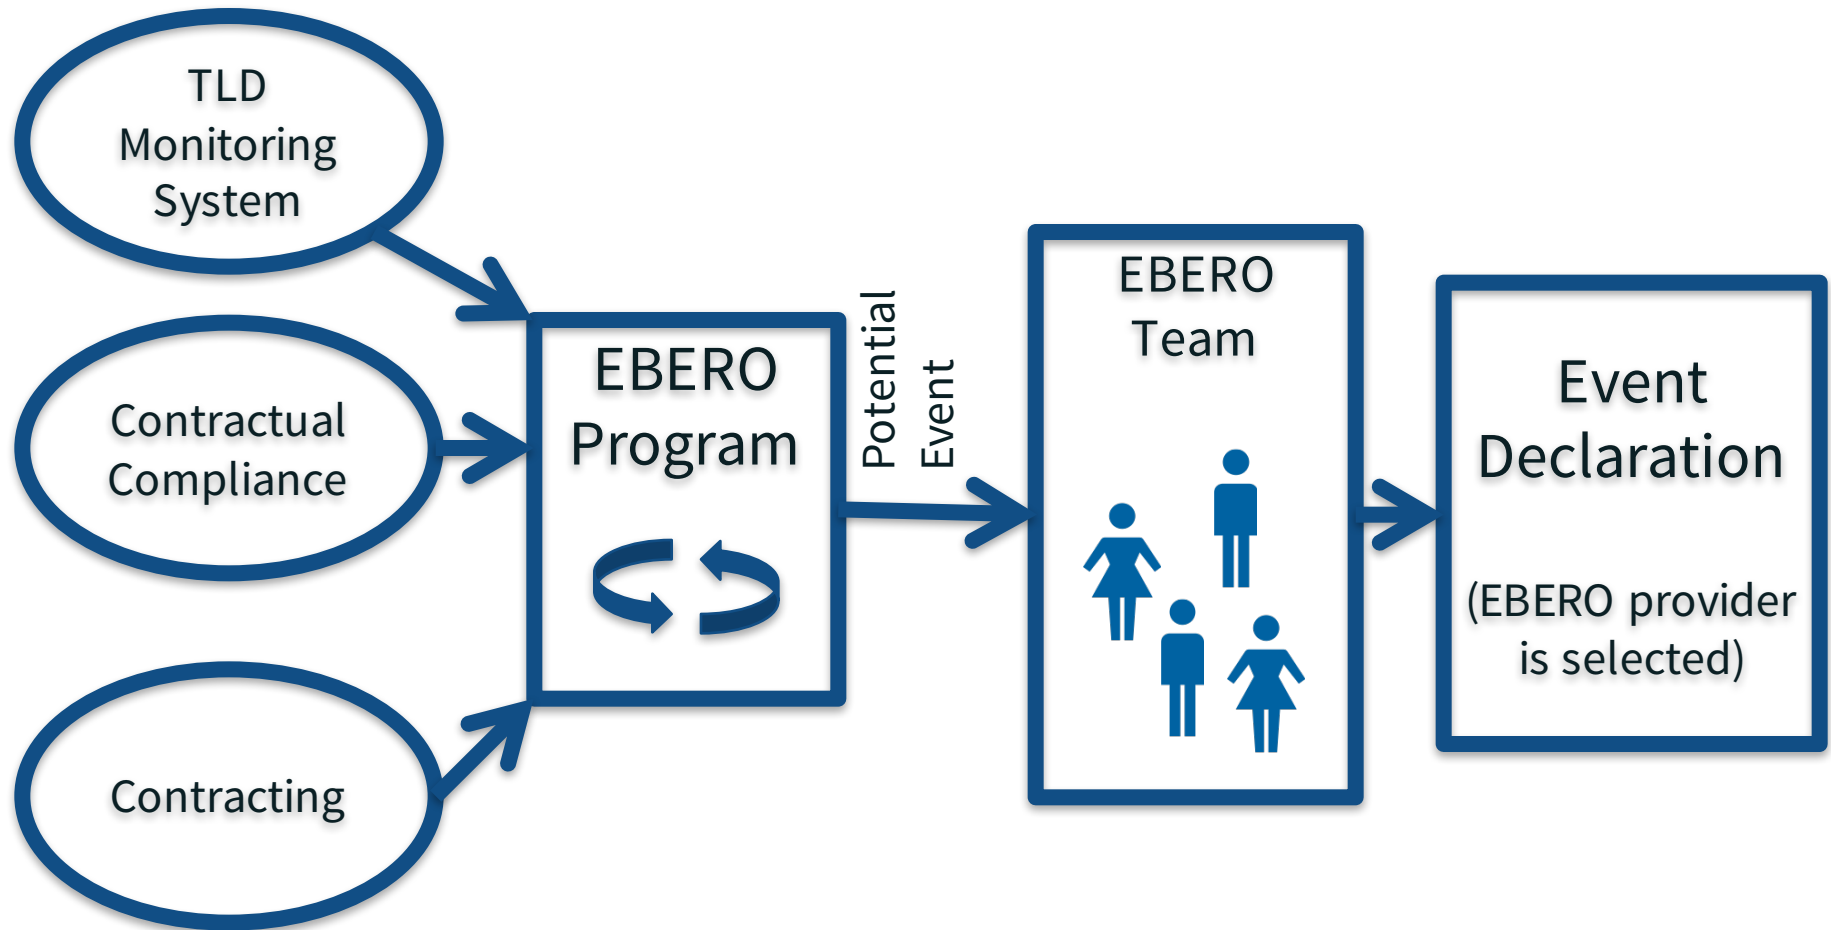 TLD
Monitoring
System
Contractual
Compliance
Contracting
EBERO
Program
Potential
Event
EBERO
Team
Event
Declaration
(EBERO provider
is selected)